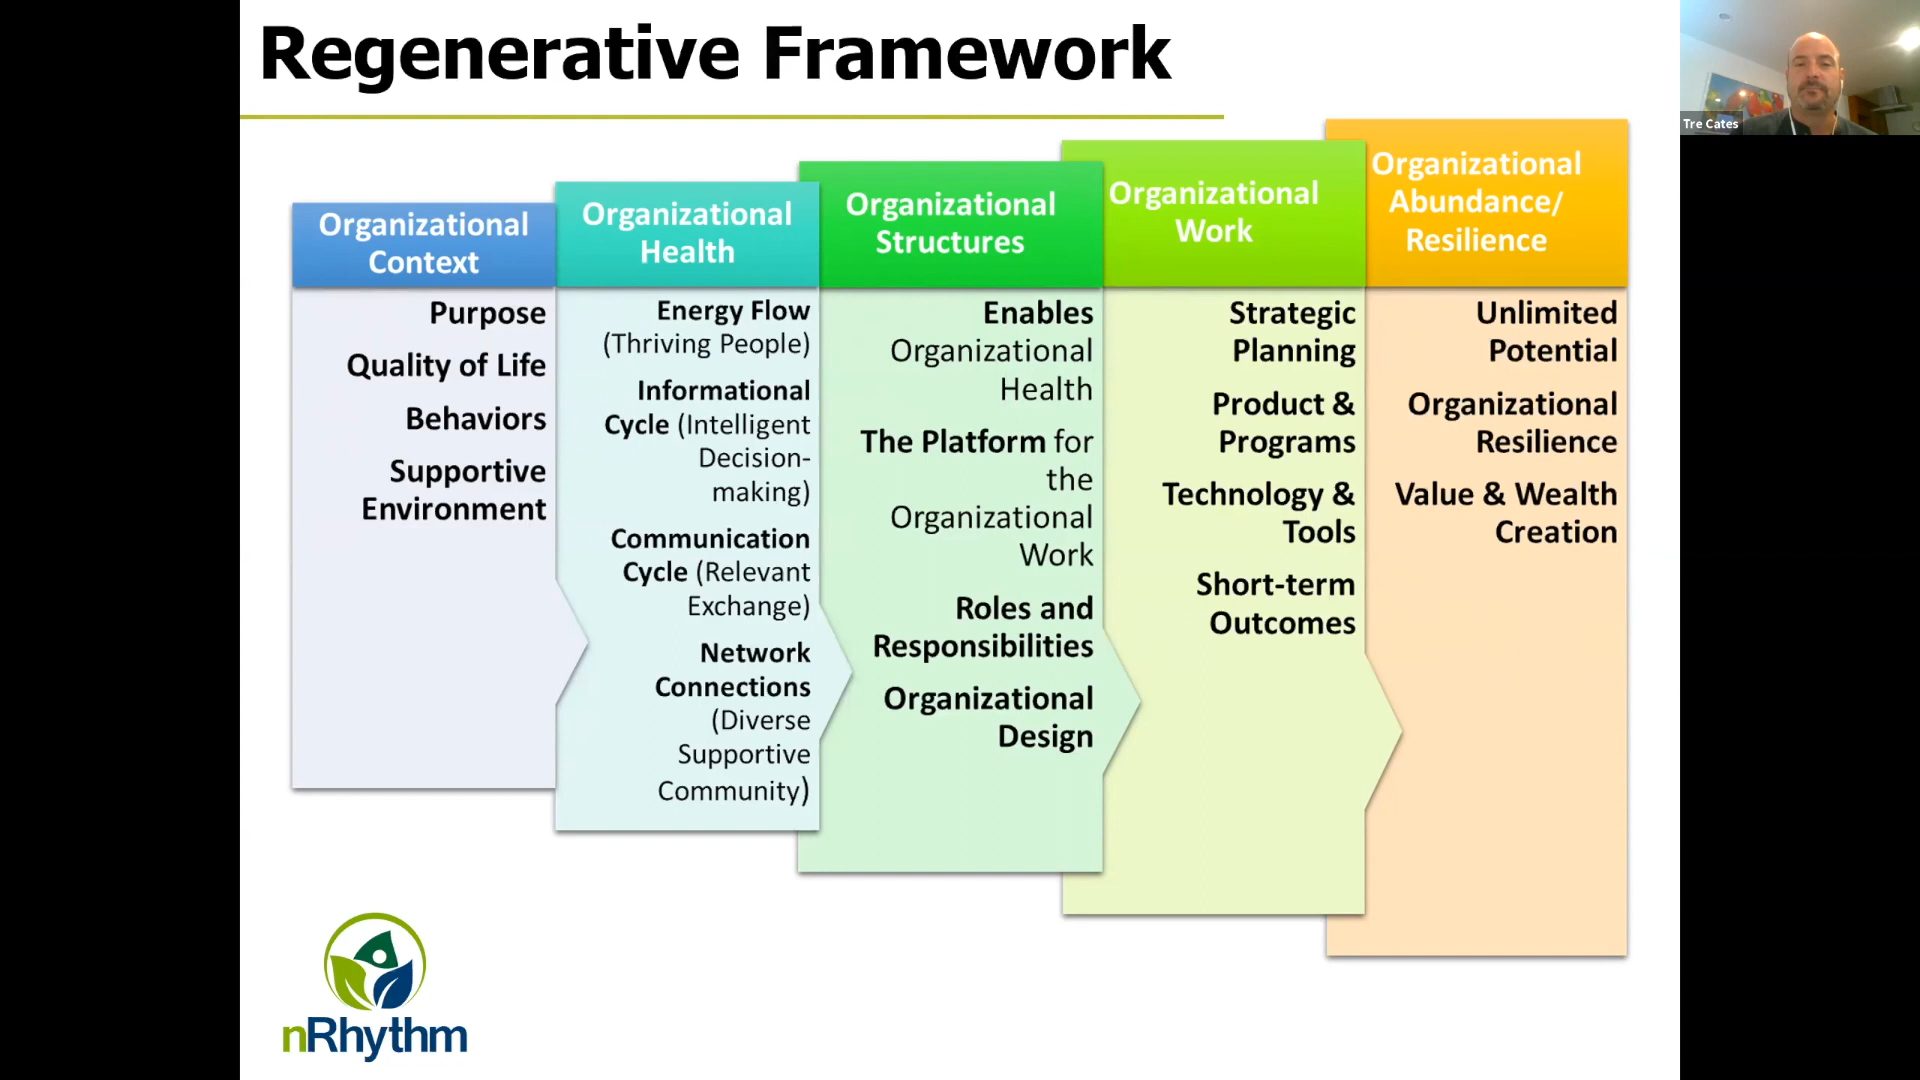 Regenerative Framework
Tre Cates
Organizational
Context
Purpose
Quality of Life
Behaviors
Supportive
Environment
Organizational
Health
Energy Flow
(Thriving People)
Informational
Cycle (Intelligent
Decision-
making)
Communication
Cycle (Relevant
Exchange)
Network
Connections
(Diverse
Supportive
Community)
Organizational
Structures
Enables
Organizational
Health
The Platform for
the
Organizational
Work
Roles and
Responsibilities
Organizational
Design
Organizational
Work
Strategic
Planning
Product &
Programs
Technology &
Tools
Short-term
Outcomes
Organizational
Abundance/
Resilience
Unlimited
Potential
Organizational
Resilience
Value & Wealth
Creation
nRhythm